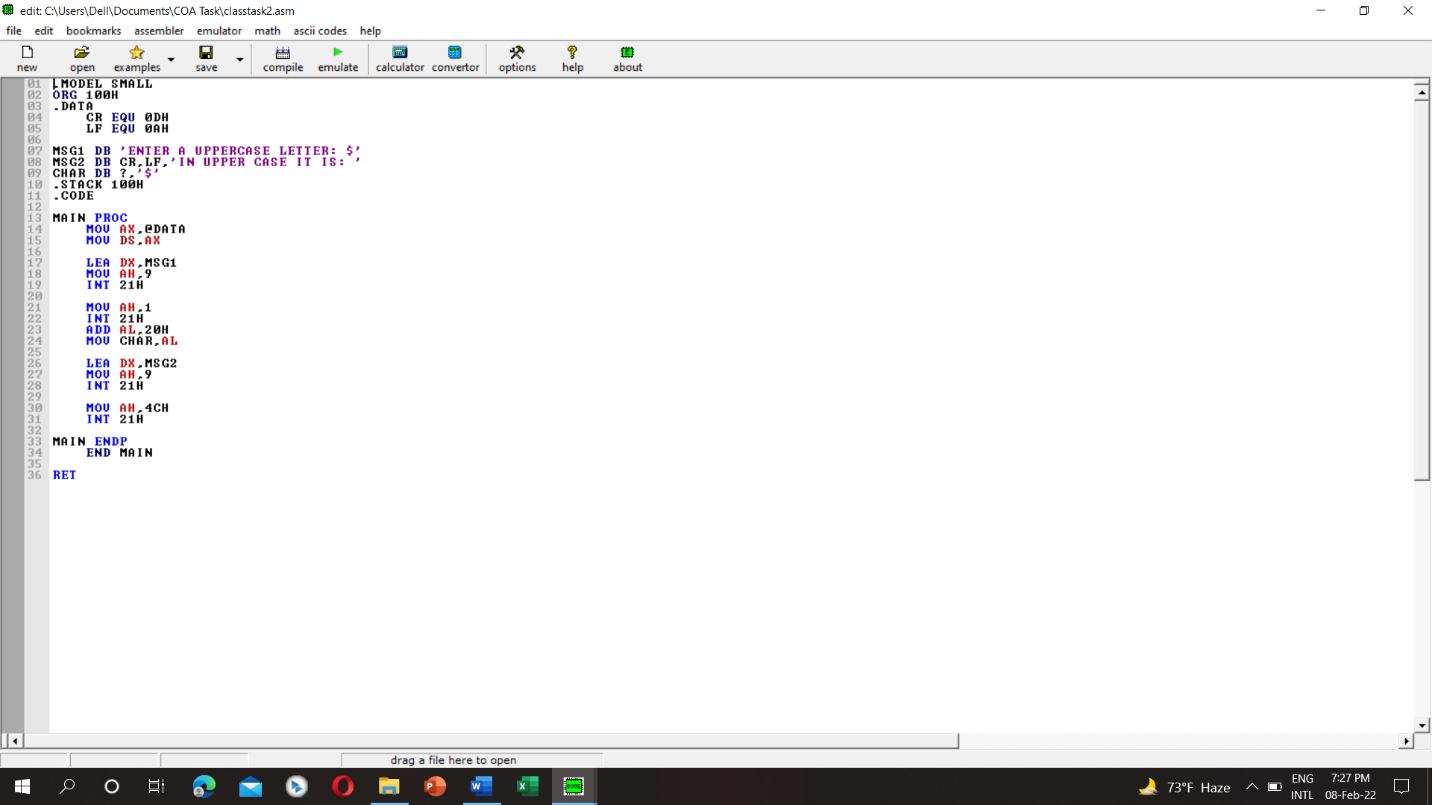 edit: C:\Users\Dell\Documents\COA Task\classtask2.asm
file edit bookmarks assembler emulator math ascii codes help
new open examples save compile emulate calculator convertor options help about
01 .MODEL SMALL
02 ORG 100H
03 .DATA
04 CR EQU 0DH
05 LF EQU 0AH
06
07 MSG1 DB 'ENTER A UPPERCASE LETTER: $'
08 MSG2 DB CR,LF,'IN UPPER CASE IT IS: '
09 CHAR DB ?,'$'
10 .STACK 100H
11 .CODE
12
13 MAIN PROC
14 MOV AX,@DATA
15 MOV DS,AX
16
17 LEA DX,MSG1
18 MOV AH,9
19 INT 21H
20
21 MOV AH,1
22 INT 21H
23 ADD AL,20H
24 MOV CHAR,AL
25
26 LEA DX,MSG2
27 MOV AH,9
28 INT 21H
29
30 MOV AH,4CH
31 INT 21H
32
33 MAIN ENDP
34 END MAIN
35
36 RET
drag a file here to open
73°F Haze
ENG
INTL
7:27 PM
08-Feb-22